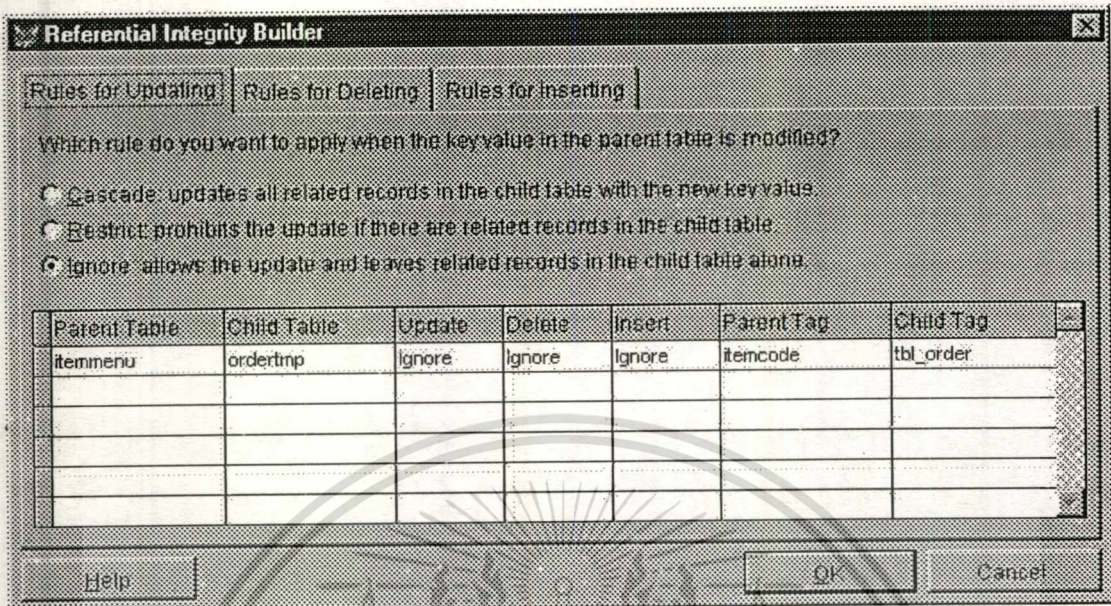 Referential Integrity Builder
Rules for Updating
Rules for Deleting
Rules for Inserting
Which rule do you want to apply when the key value in the parent table is modified?
Cascade: updates all related records in the child table with the new key value.
Restrict: prohibits the update if there are related records in the child table.
Ignore: allows the update and leaves related records in the child table alone.
Parent Table Child Table Update Delete Insert Parent Tag Child Tag
itemmenu ordertmp Ignore Ignore Ignore itemcode tbl_order
Help OK Cancel